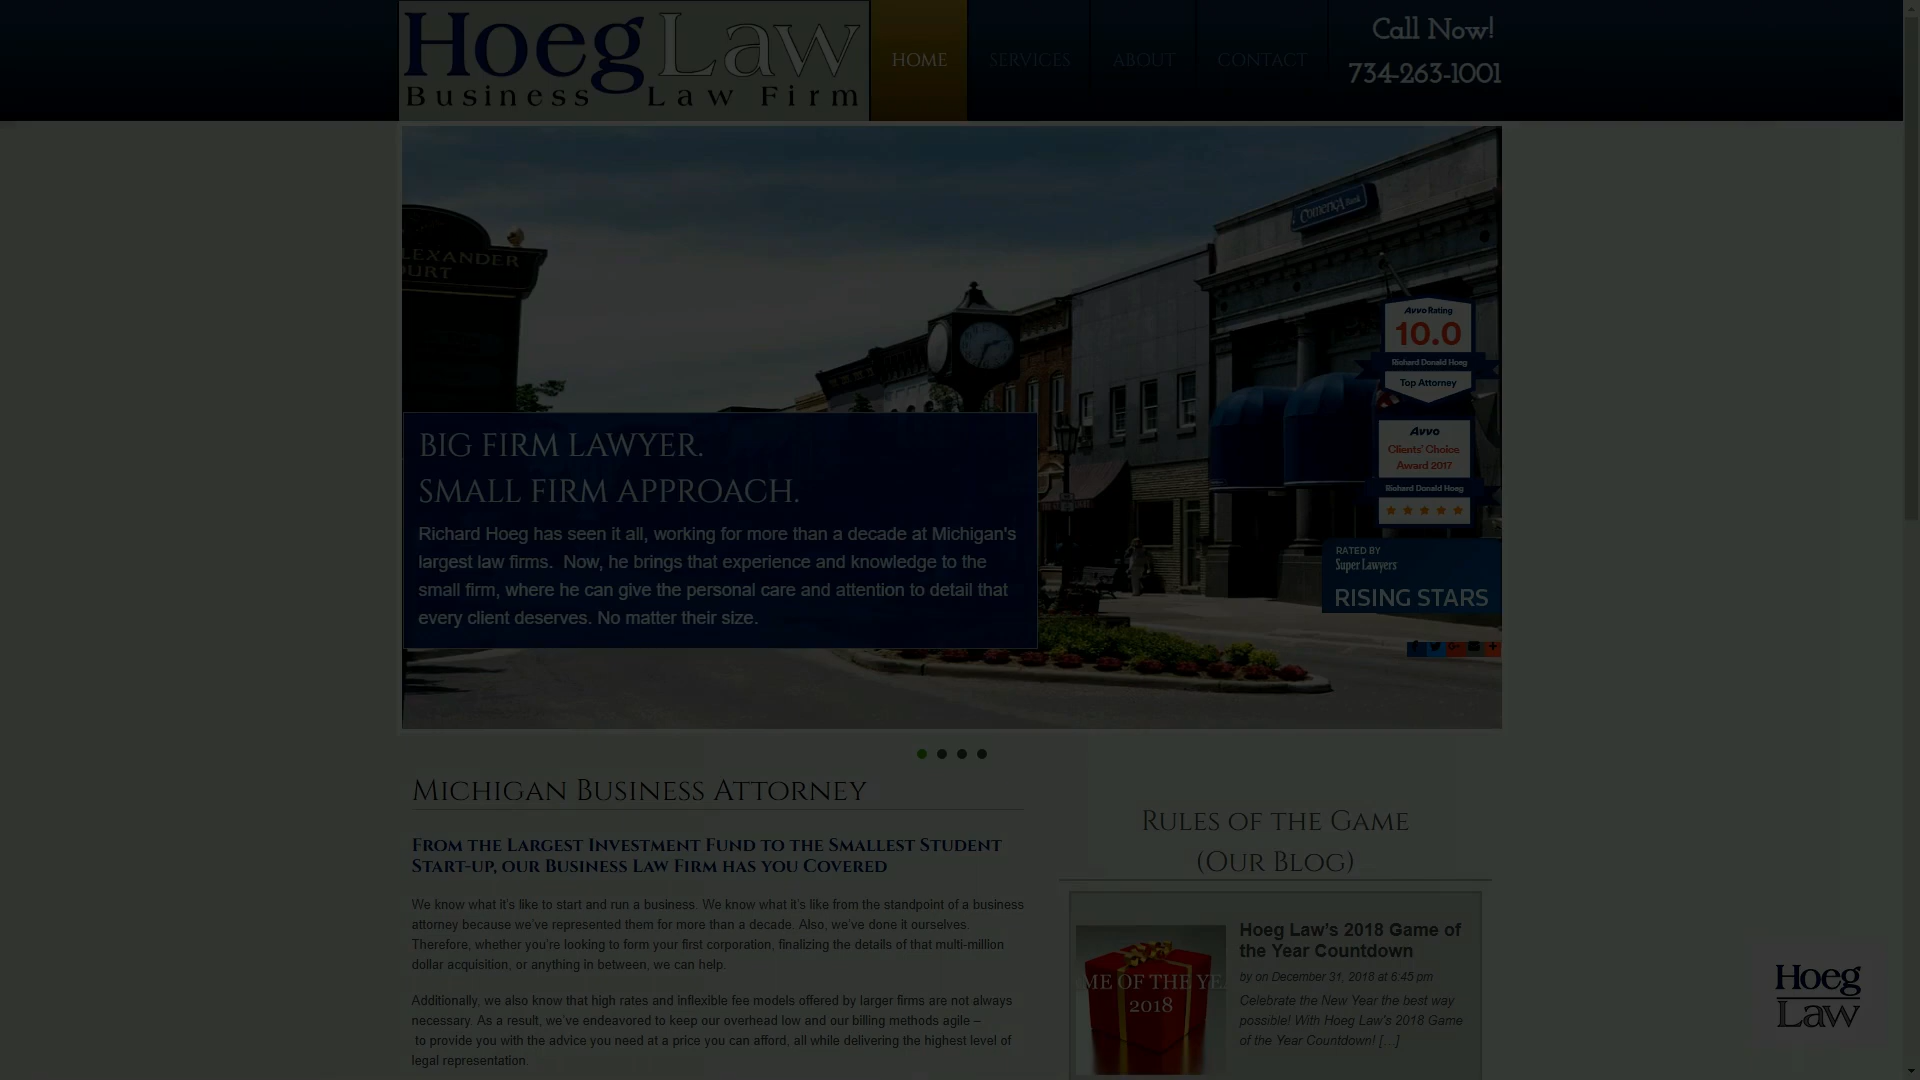 Hoeg Law
Business Law Firm
HOME
SERVICES
ABOUT
CONTACT
Call Now!
734-263-1001
ALEXANDER
COURT
Comerica Bank
Avvo Rating
10.0
Richard Donald Hoeg
Top Attorney
Avvo
Clients' Choice
Award 2017
Richard Donald Hoeg
BIG FIRM LAWYER.
SMALL FIRM APPROACH.
Richard Hoeg has seen it all, working for more than a decade at Michigan's
largest law firms.  Now, he brings that experience and knowledge to the
small firm, where he can give the personal care and attention to detail that
every client deserves. No matter their size.
RATED BY
Super Lawyers
RISING STARS
Michigan Business Attorney
From the Largest Investment Fund to the Smallest Student
Start-up, our Business Law Firm has you Covered
We know what it's like to start and run a business. We know what it's like from the standpoint of a business
attorney because we've represented them for more than a decade. Also, we've done it ourselves.
Therefore, whether you're looking to form your first corporation, finalizing the details of that multi-million
dollar acquisition, or anything in between, we can help.
Additionally, we also know that high rates and inflexible fee models offered by larger firms are not always
necessary. As a result, we've endeavored to keep our overhead low and our billing methods agile –
to provide you with the advice you need at a price you can afford, all while delivering the highest level of
legal representation.
Rules of the Game
(Our Blog)
ME OF THE YEA
2018
Hoeg Law's 2018 Game of
the Year Countdown
by on December 31, 2018 at 6:45 pm
Celebrate the New Year the best way
possible! With Hoeg Law's 2018 Game
of the Year Countdown! [...]
Hoeg
Law